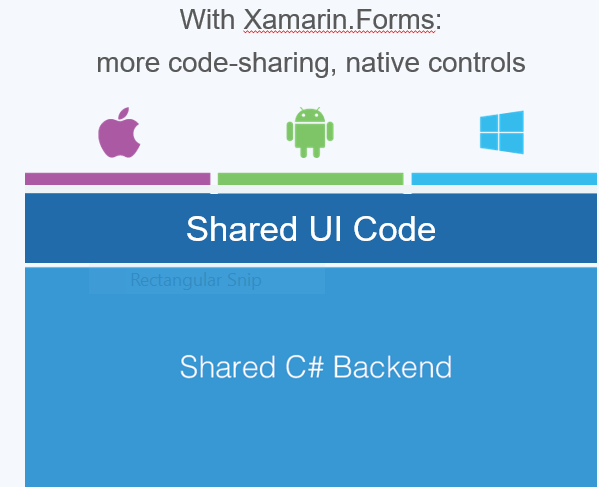 With Xamarin.Forms:
more code-sharing, native controls
Shared UI Code
Rectangular Snip
Shared C# Backend